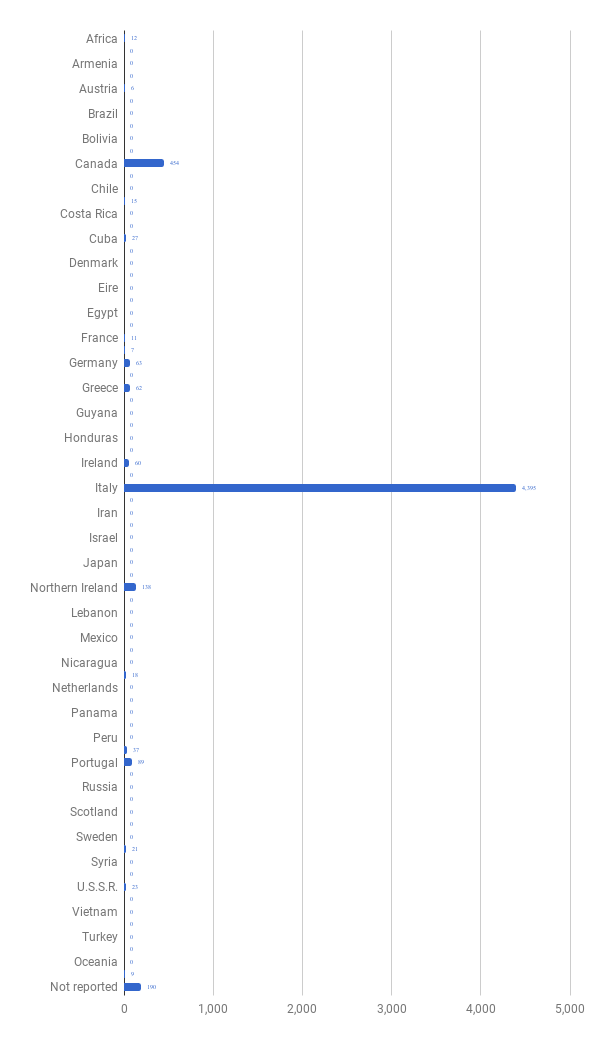 Africa 12
0
Armenia 0
0
Austria 6
0
Brazil 0
0
Bolivia 0
0
Canada 454
0
Chile 0
15
Costa Rica 0
0
Cuba 27
0
Denmark 0
0
Eire 0
0
Egypt 0
0
France 11
7
Germany 63
0
Greece 62
0
Guyana 0
0
Honduras 0
0
Ireland 60
0
Italy 4,395
0
Iran 0
0
Israel 0
0
Japan 0
0
Northern Ireland 138
0
Lebanon 0
0
Mexico 0
0
Nicaragua 0
18
Netherlands 0
0
Panama 0
0
Peru 0
37
Portugal 89
0
Russia 0
0
Scotland 0
0
Sweden 0
21
Syria 0
0
U.S.S.R. 23
0
Vietnam 0
0
Turkey 0
0
Oceania 0
9
Not reported 190
0 1,000 2,000 3,000 4,000 5,000